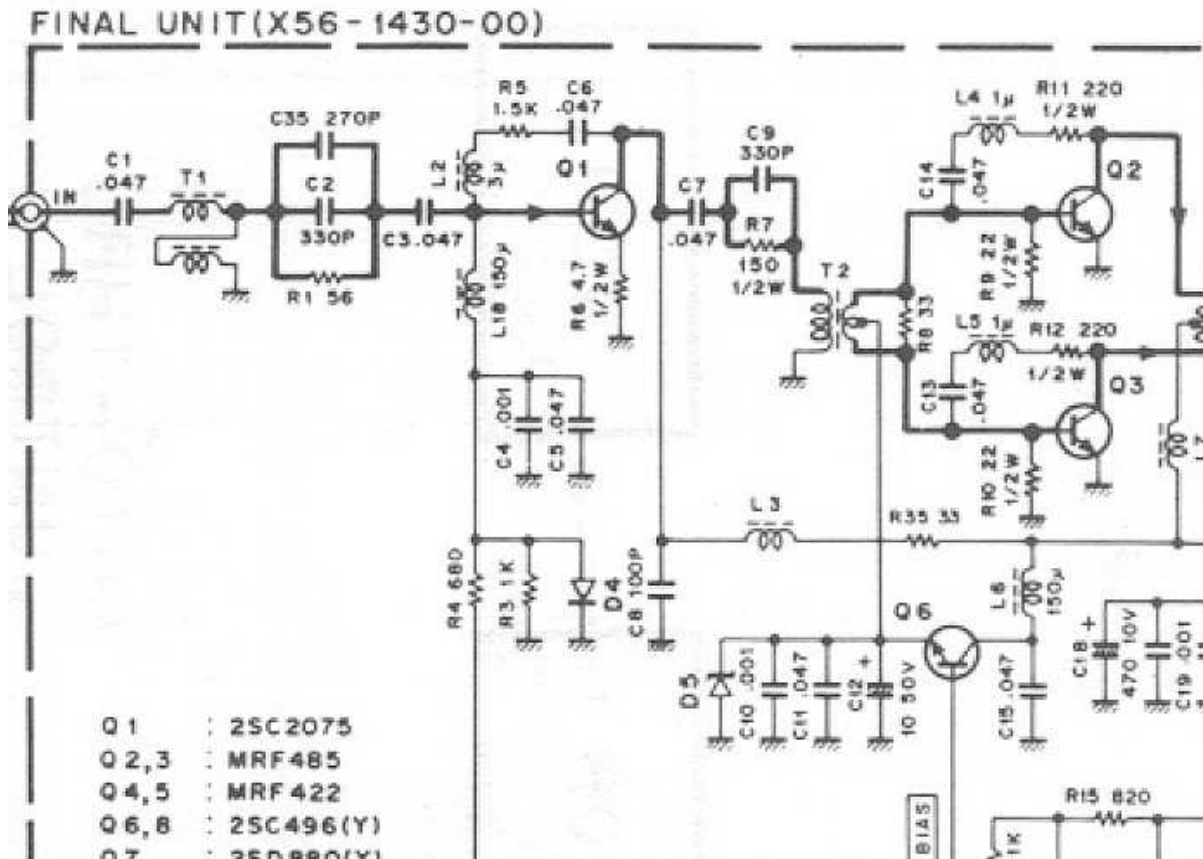 FINAL UNIT(X56-1430-00)
R5
1.5K
C6
.047
C35 270P
L4 1μ
R11 220
1/2W
C1
.047
T1
L2
3μ
Q1
C9
330P
C14
.047
Q2
IN
C2
330P
C3 .047
C7
.047
R7
150
1/2W
R1 56
L18 150μ
R6 4.7
1/2W
T2
R9 22
1/2W
R8 33
L5 1μ
R12 220
1/2W
C4 .001
C5 .047
C13
.047
Q3
R10 22
1/2W
L7
L3
R35 33
R4 680
R3 1K
D4
C8 100P
L6
150μ
Q6
D5
C10 .001
C11 .047
C12
+
10 50V
C15 .047
C18
+
470 10V
C19 .001
Q1 : 2SC2075
Q2,3 : MRF485
Q4,5 : MRF422
Q6,8 : 2SC496(Y)
Q7 : 2SD880(Y)
BIAS
R15 820
1K